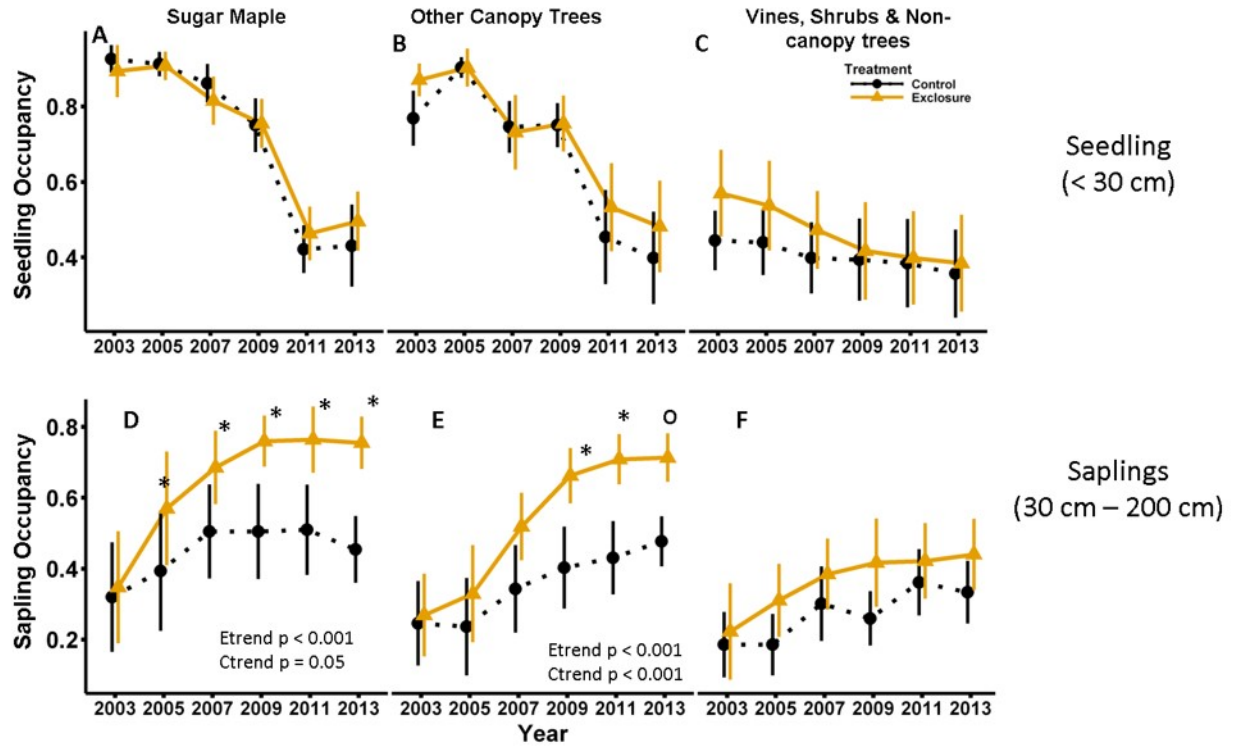 Sugar Maple
Other Canopy Trees
Vines, Shrubs & Non-
canopy trees
A
B
C
Treatment
Control
Exclosure
Seedling Occupancy
0.8
0.6
0.4
Seedling
(< 30 cm)
2003 2005 2007 2009 2011 2013
2003 2005 2007 2009 2011 2013
2003 2005 2007 2009 2011 2013
D
* * * * *
E
* * O
F
Sapling Occupancy
0.8
0.6
0.4
0.2
Saplings
(30 cm – 200 cm)
Etrend p < 0.001
Ctrend p = 0.05
Etrend p < 0.001
Ctrend p < 0.001
2003 2005 2007 2009 2011 2013
2003 2005 2007 2009 2011 2013
2003 2005 2007 2009 2011 2013
Year